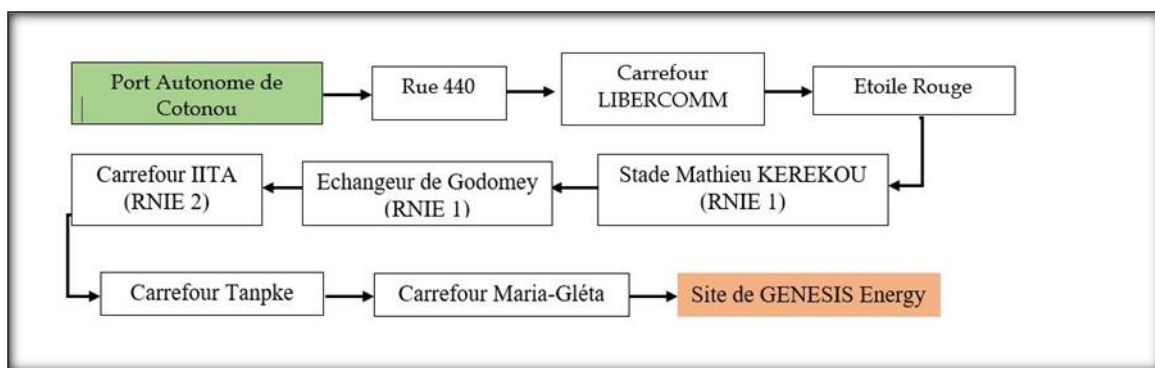 Port Autonome de
Cotonou
Rue 440
Carrefour
LIBERCOMM
Etoile Rouge
Stade Mathieu KEREKOU
(RNIE 1)
Echangeur de Godomey
(RNIE 1)
Carrefour IITA
(RNIE 2)
Carrefour Tanpke
Carrefour Maria-Gléta
Site de GENESIS Energy